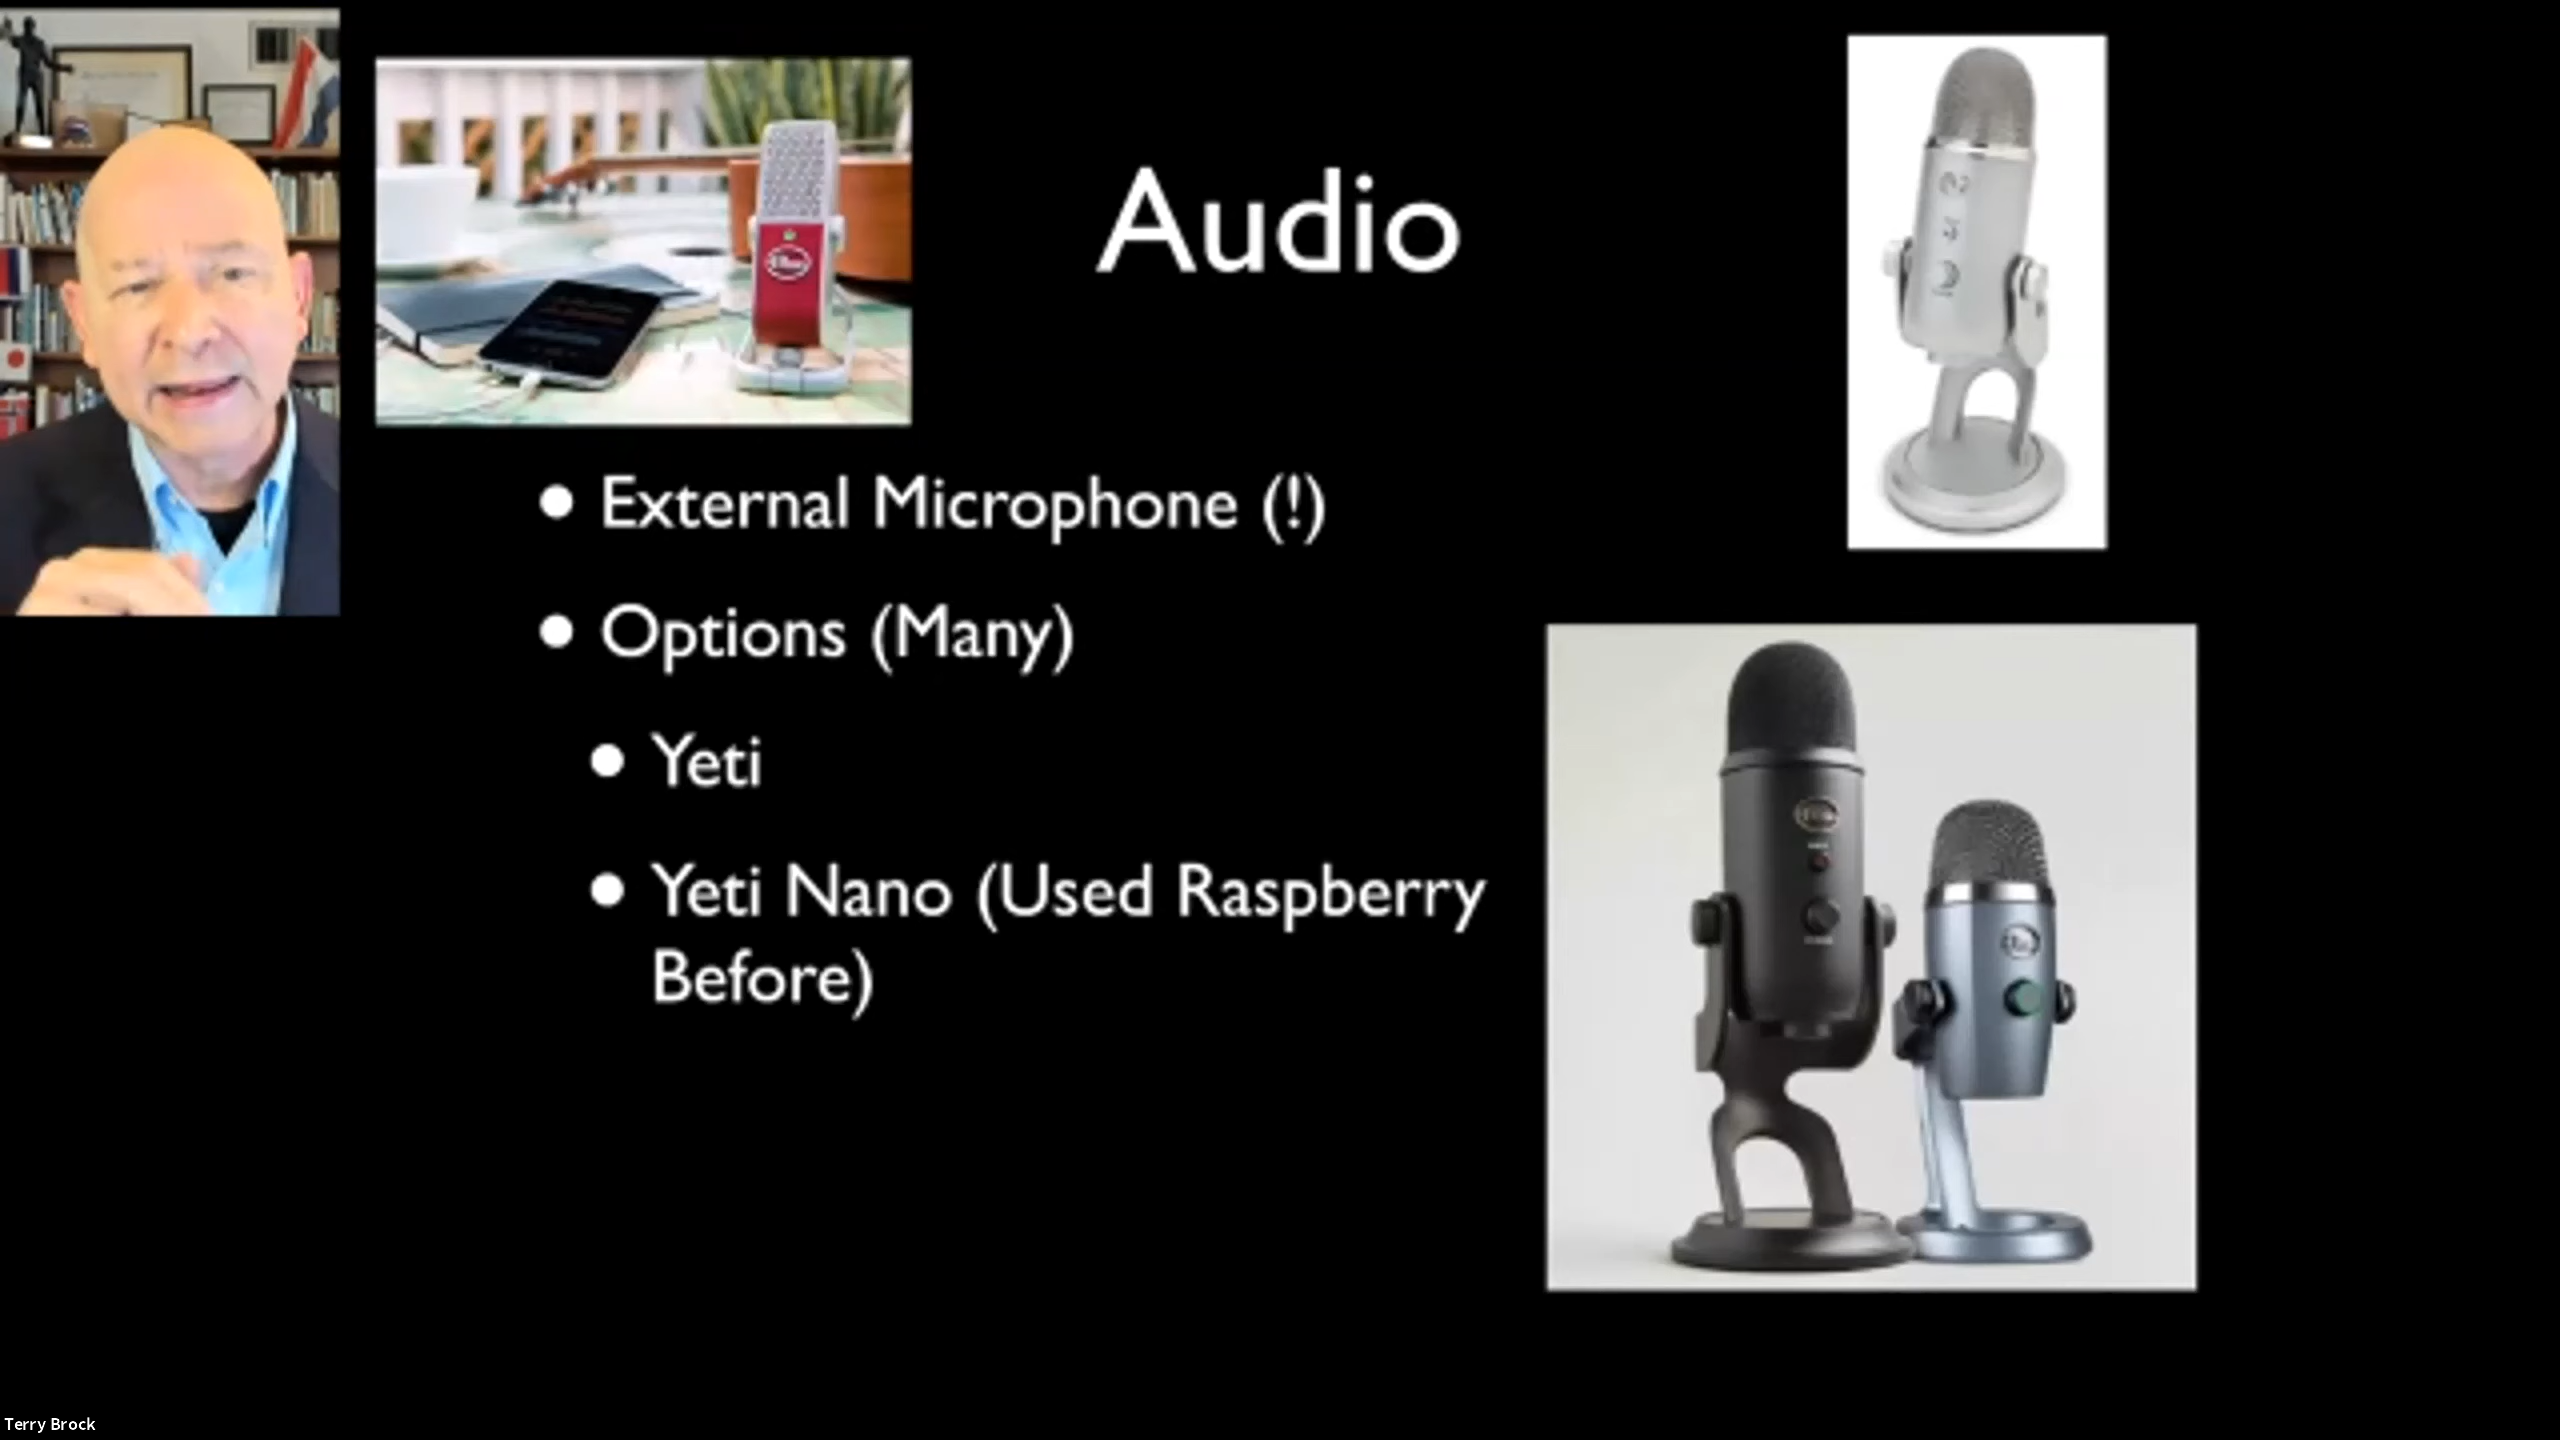 Audio
• External Microphone (!)
• Options (Many)
• Yeti
• Yeti Nano (Used Raspberry
Before)
Terry Brock